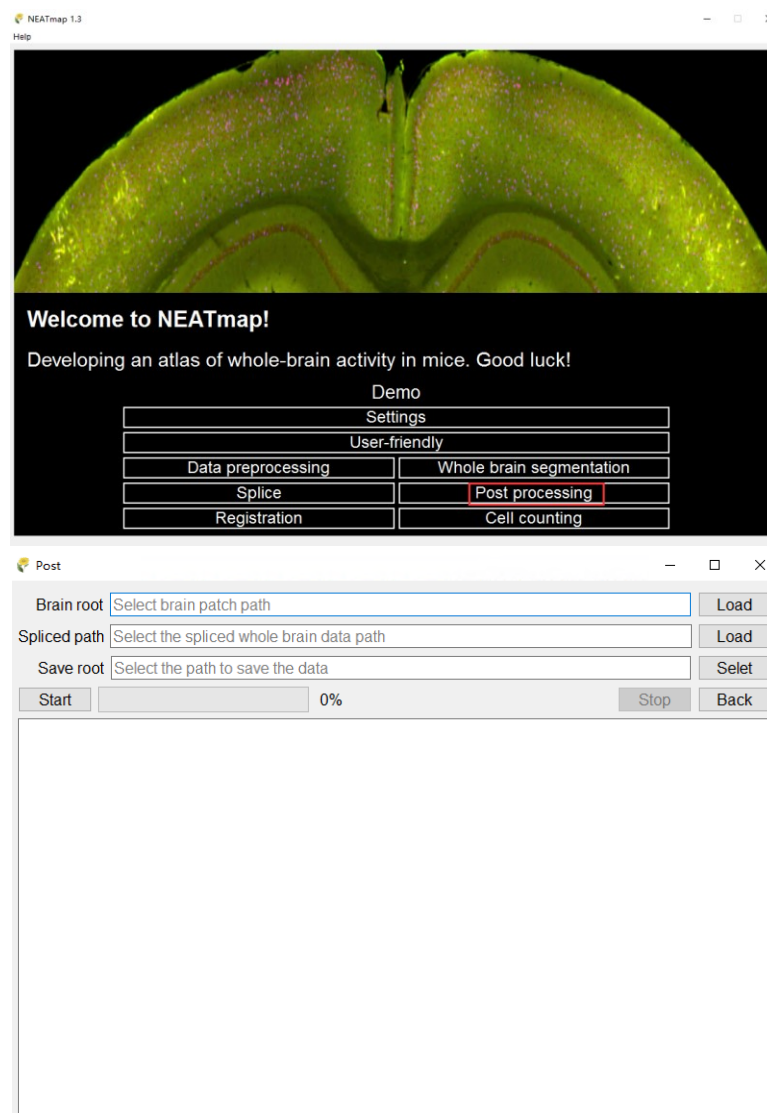 NEATmap 1.3
Help
Welcome to NEATmap!
Developing an atlas of whole-brain activity in mice. Good luck!
Demo
Settings
User-friendly
Data preprocessing Whole brain segmentation
Splice Post processing
Registration Cell counting
Post
Brain root Select brain patch path Load
Spliced path Select the spliced whole brain data path Load
Save root Select the path to save the data Selet
Start 0% Stop Back